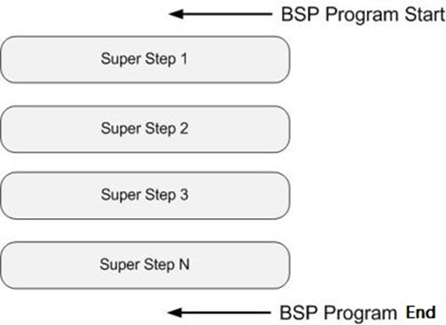 BSP Program Start
Super Step 1
Super Step 2
Super Step 3
Super Step N
BSP Program End